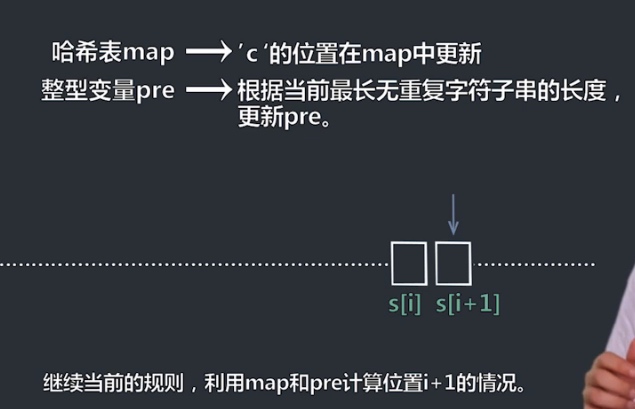 哈希表map → ’c ‘的位置在map中更新
整型变量pre → 根据当前最长无重复字符子串的长度，
更新pre。
s[i] s[i+1]
继续当前的规则，利用map和pre计算位置i+1的情况。